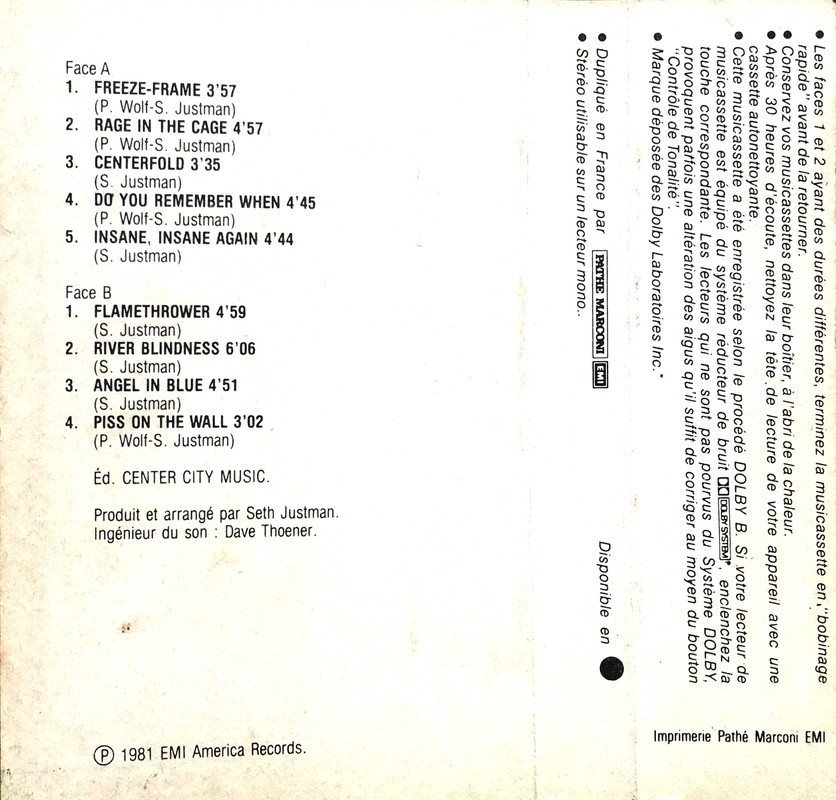 Face A
1. FREEZE-FRAME 3'57
(P. Wolf-S. Justman)
2. RAGE IN THE CAGE 4'57
(P. Wolf-S. Justman)
3. CENTERFOLD 3'35
(S. Justman)
4. DO YOU REMEMBER WHEN 4'45
(P. Wolf-S. Justman)
5. INSANE, INSANE AGAIN 4'44
(S. Justman)
Face B
1. FLAMETHROWER 4'59
(S. Justman)
2. RIVER BLINDNESS 6'06
(S. Justman)
3. ANGEL IN BLUE 4'51
(S. Justman)
4. PISS ON THE WALL 3'02
(P. Wolf-S. Justman)
Éd. CENTER CITY MUSIC.
Produit et arrangé par Seth Justman.
Ingénieur du son : Dave Thoener.
Ⓟ 1981 EMI America Records.
• Les faces 1 et 2 ayant des durées différentes, terminez la musicassette en "bobinage
rapide" avant de la retourner.
• Conservez vos musicassettes dans leur boîtier, à l'abri de la chaleur.
• Après 30 heures d'écoute, nettoyez la tête de lecture de votre appareil avec une
cassette autonettoyante.
• Cette musicassette a été enregistrée selon le procédé DOLBY B. Si votre lecteur de
musicassette est équipé du système réducteur de bruit DOLBY SYSTEM*, enclenchez la
touche correspondante. Les lecteurs qui ne sont pas pourvus du Système DOLBY,
provoquent parfois une altération des aigus qu'il suffit de corriger au moyen du bouton
"Contrôle de Tonalité".
• Marque déposée des Dolby Laboratoires Inc.*
• Dupliqué en France par PATHE MARCONI EMI Disponible en
• Stéréo utilisable sur un lecteur mono..
Imprimerie Pathé Marconi EMI